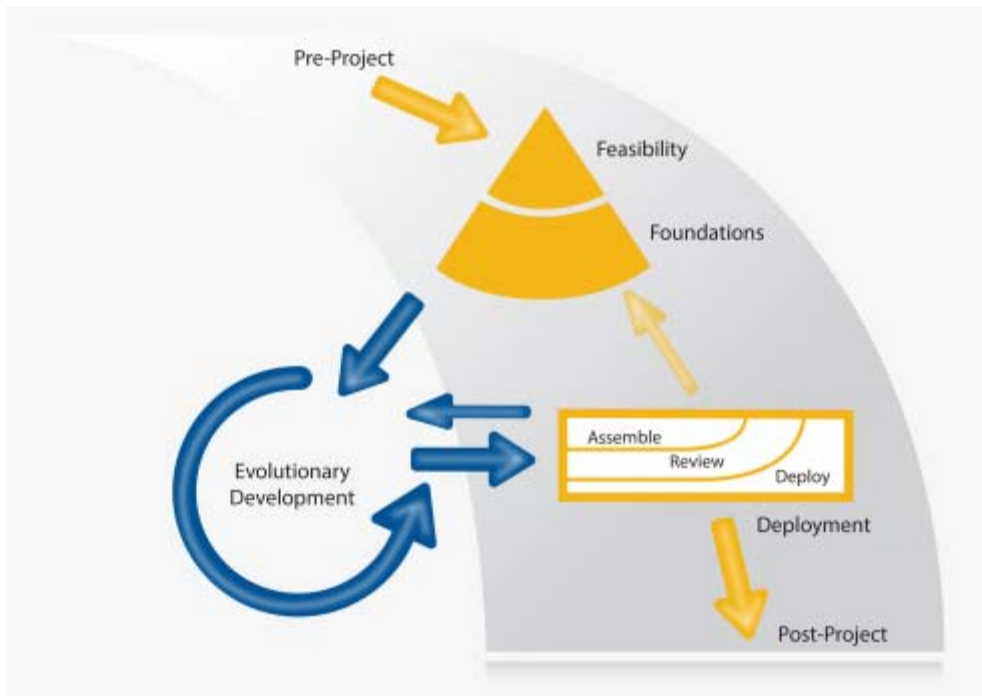 Pre-Project
Feasibility
Foundations
Evolutionary
Development
Assemble
Review
Deploy
Deployment
Post-Project